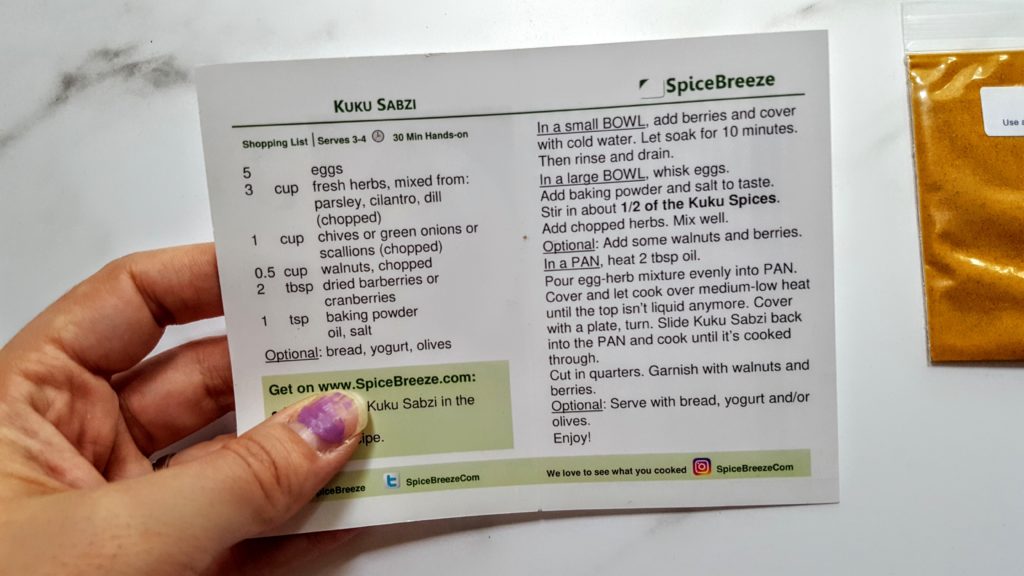 KUKU SABZI
SpiceBreeze
Shopping List | Serves 3-4 30 Min Hands-on
5 eggs
3 cup fresh herbs, mixed from:
parsley, cilantro, dill
(chopped)
1 cup chives or green onions or
scallions (chopped)
0.5 cup walnuts, chopped
2 tbsp dried barberries or
cranberries
1 tsp baking powder
oil, salt
Optional: bread, yogurt, olives
Get on www.SpiceBreeze.com:
Kuku Sabzi in the
In a small BOWL, add berries and cover
with cold water. Let soak for 10 minutes.
Then rinse and drain.
In a large BOWL, whisk eggs.
Add baking powder and salt to taste.
Stir in about 1/2 of the Kuku Spices.
Add chopped herbs. Mix well.
Optional: Add some walnuts and berries.
In a PAN, heat 2 tbsp oil.
Pour egg-herb mixture evenly into PAN.
Cover and let cook over medium-low heat
until the top isn't liquid anymore. Cover
with a plate, turn. Slide Kuku Sabzi back
into the PAN and cook until it's cooked
through.
Cut in quarters. Garnish with walnuts and
berries.
Optional: Serve with bread, yogurt and/or
olives.
Enjoy!
SpiceBreezeCom
We love to see what you cooked SpiceBreezeCom
Use